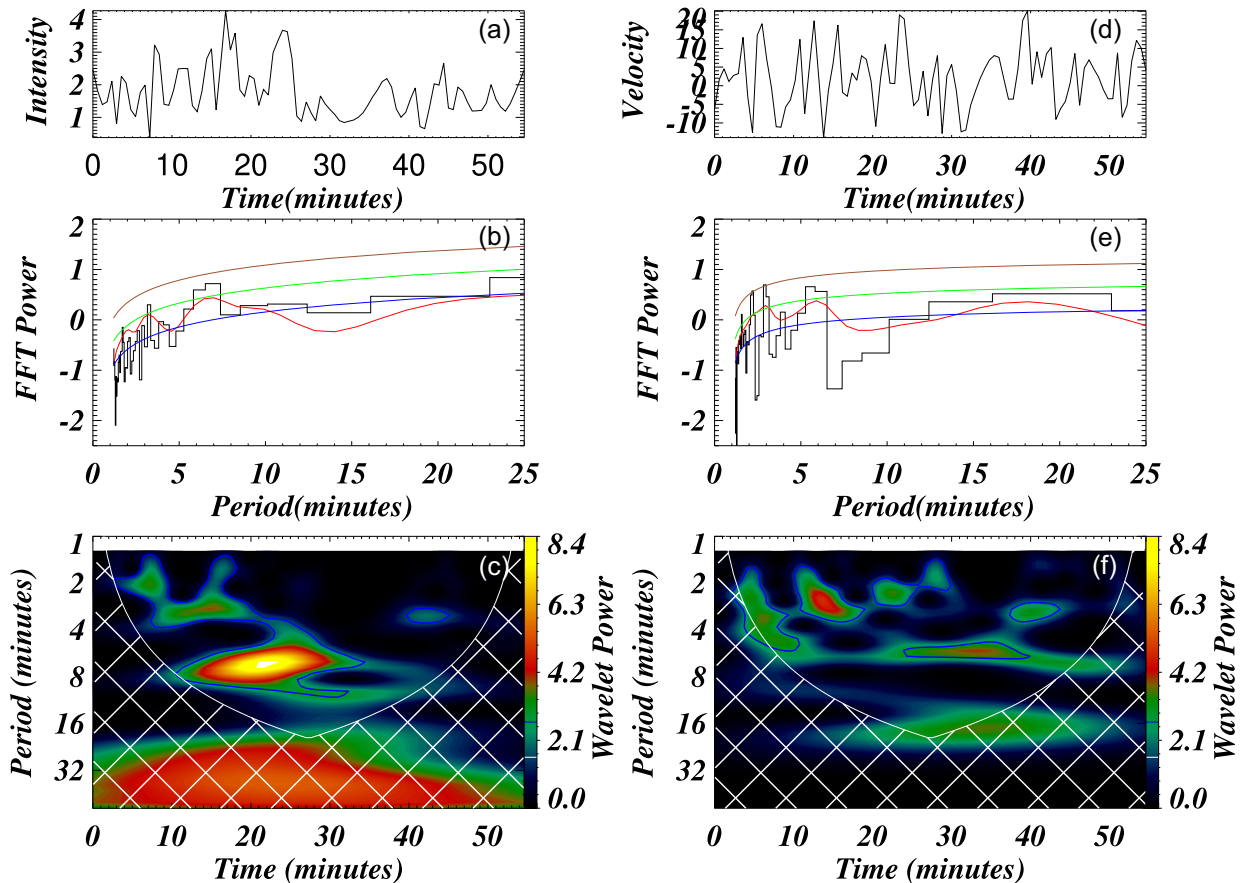 (a)
Intensity
4
3
2
1
0 10 20 30 40 50
Time(minutes)
(d)
Velocity
20
15
10
5
0
-5
-10
0 10 20 30 40 50
Time(minutes)
(b)
FFT Power
2
1
0
-1
-2
0 5 10 15 20 25
Period(minutes)
(e)
FFT Power
2
1
0
-1
-2
0 5 10 15 20 25
Period(minutes)
(c)
Period (minutes)
1
2
4
8
16
32
0 10 20 30 40 50
Time (minutes)
8.4
6.3
4.2
2.1
0.0
Wavelet Power
(f)
Period (minutes)
1
2
4
8
16
32
0 10 20 30 40 50
Time (minutes)
8.4
6.3
4.2
2.1
0.0
Wavelet Power